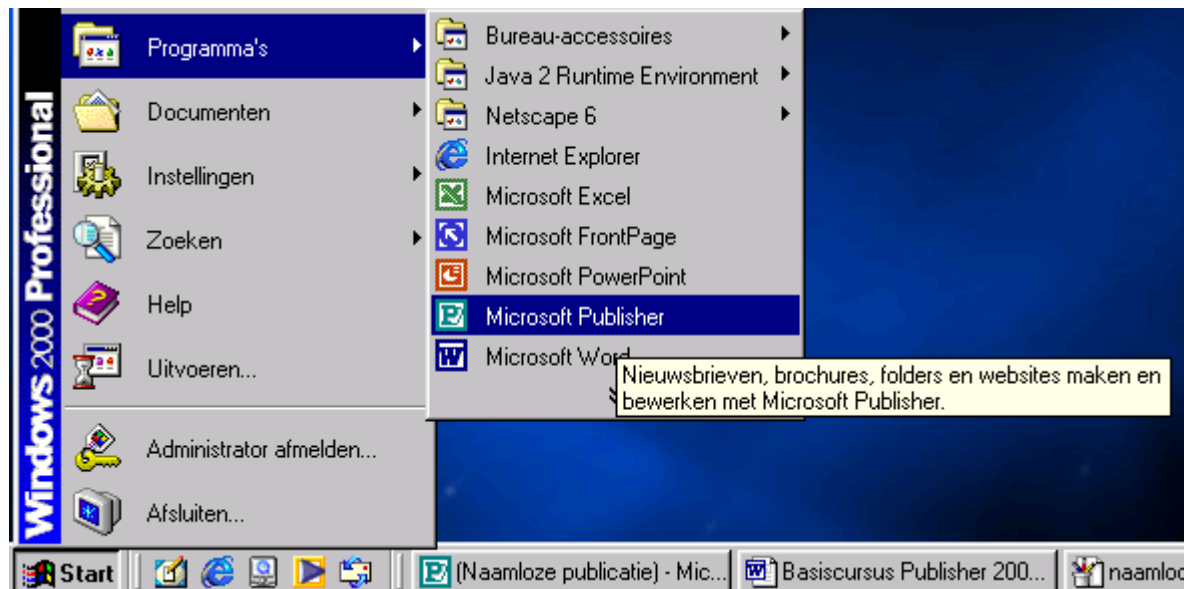 Windows 2000 Professional
Programma's
Documenten
Instellingen
Zoeken
Help
Uitvoeren...
Administrator afmelden...
Afsluiten...
Bureau-accessoires
Java 2 Runtime Environment
Netscape 6
Internet Explorer
Microsoft Excel
Microsoft FrontPage
Microsoft PowerPoint
Microsoft Publisher
Microsoft Word
Nieuwsbrieven, brochures, folders en websites maken en
bewerken met Microsoft Publisher.
Start
(Naamloze publicatie) - Mic...
Basiscursus Publisher 200...
naamloo